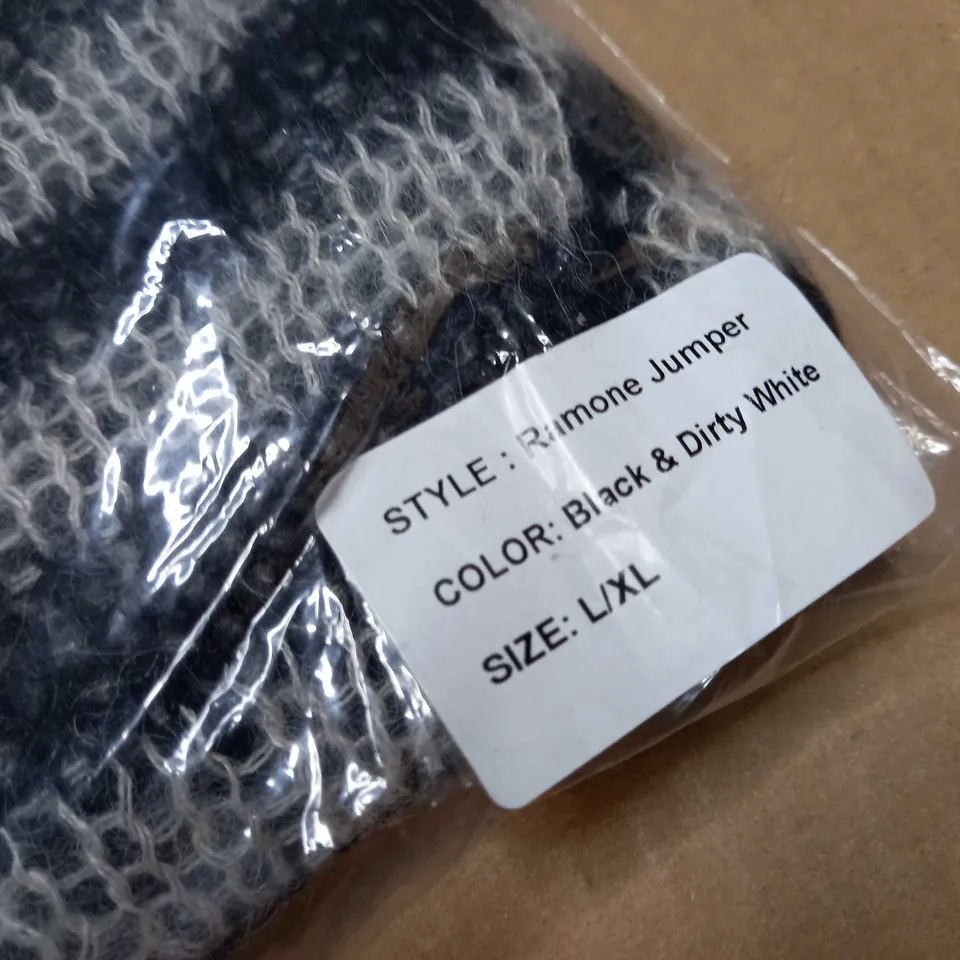 STYLE : Ramone Jumper
COLOR: Black & Dirty White
SIZE: L/XL